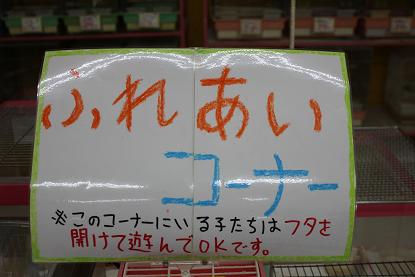 ふれあい
コーナー
※このコーナーにいる子たちはフタを
開けて遊んでOKです。